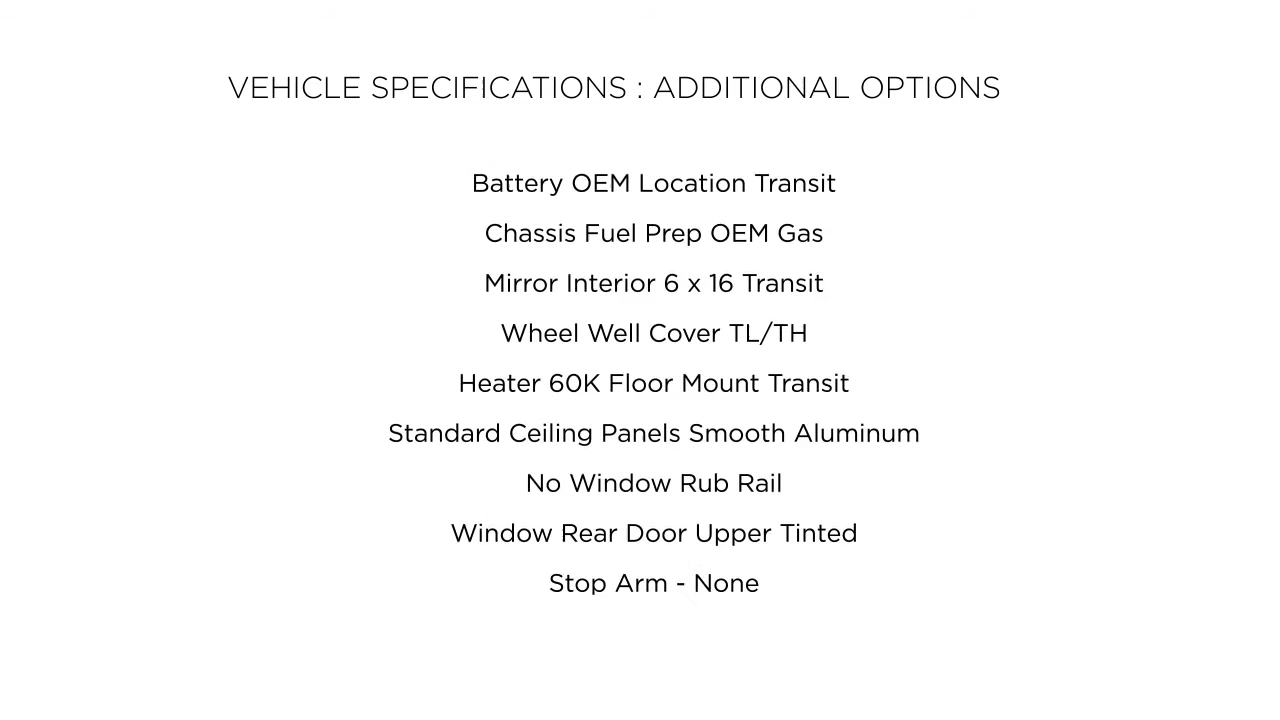 VEHICLE SPECIFICATIONS : ADDITIONAL OPTIONS
Battery OEM Location Transit
Chassis Fuel Prep OEM Gas
Mirror Interior 6 x 16 Transit
Wheel Well Cover TL/TH
Heater 60K Floor Mount Transit
Standard Ceiling Panels Smooth Aluminum
No Window Rub Rail
Window Rear Door Upper Tinted
Stop Arm - None